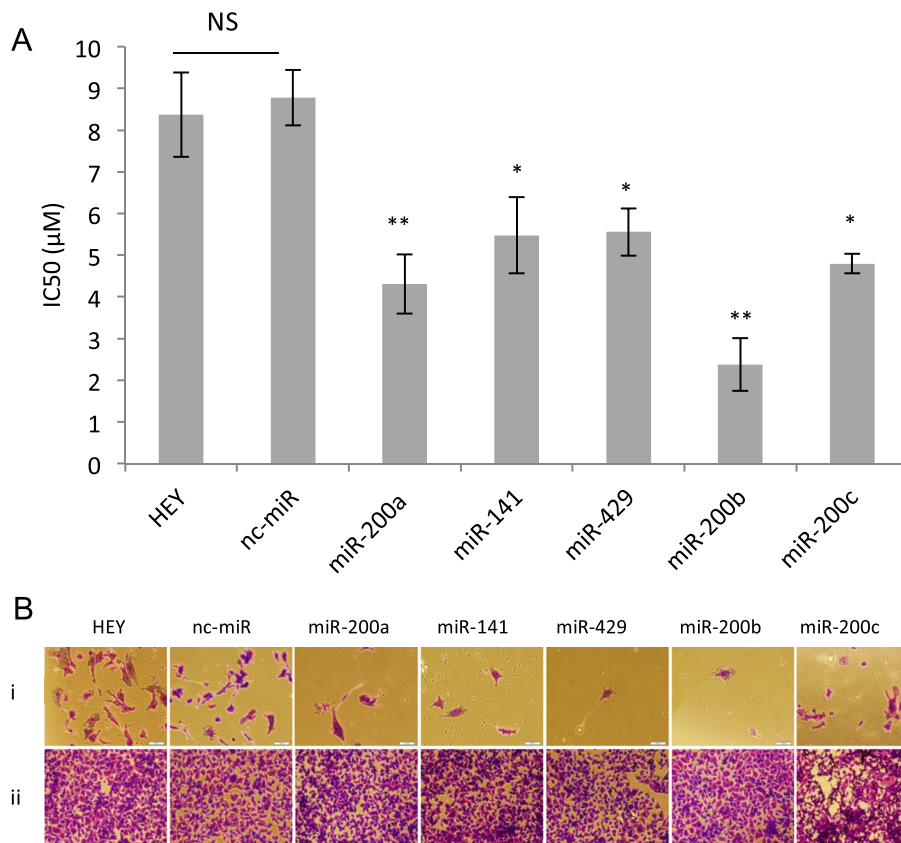 A
NS
10
9
8
7
6
5
4
3
2
1
0
IC50 (µM)
**
*
*
**
*
HEY
nc-miR
miR-200a
miR-141
miR-429
miR-200b
miR-200c
B
HEY
nc-miR
miR-200a
miR-141
miR-429
miR-200b
miR-200c
i
ii